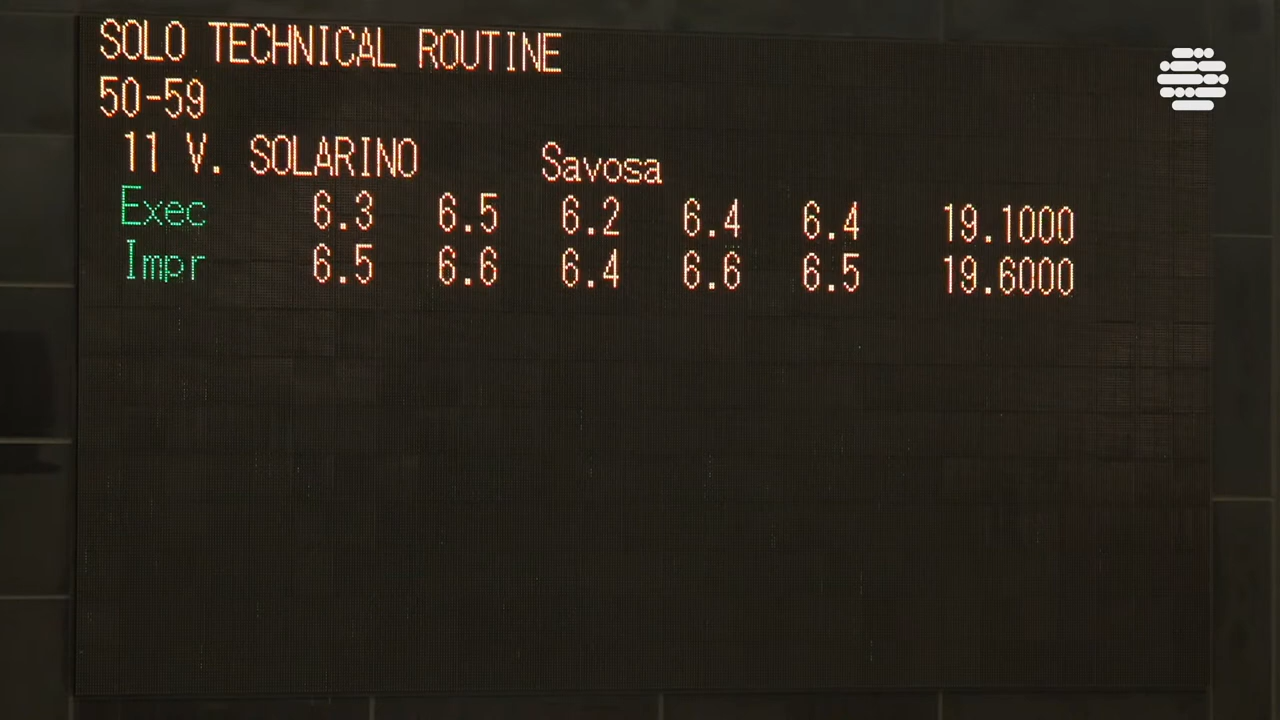 SOLO TECHNICAL ROUTINE
50-59
11 V. SOLARINO Savosa
Exec 6.3 6.5 6.2 6.4 6.4 19.1000
Impr 6.5 6.6 6.4 6.6 6.5 19.6000